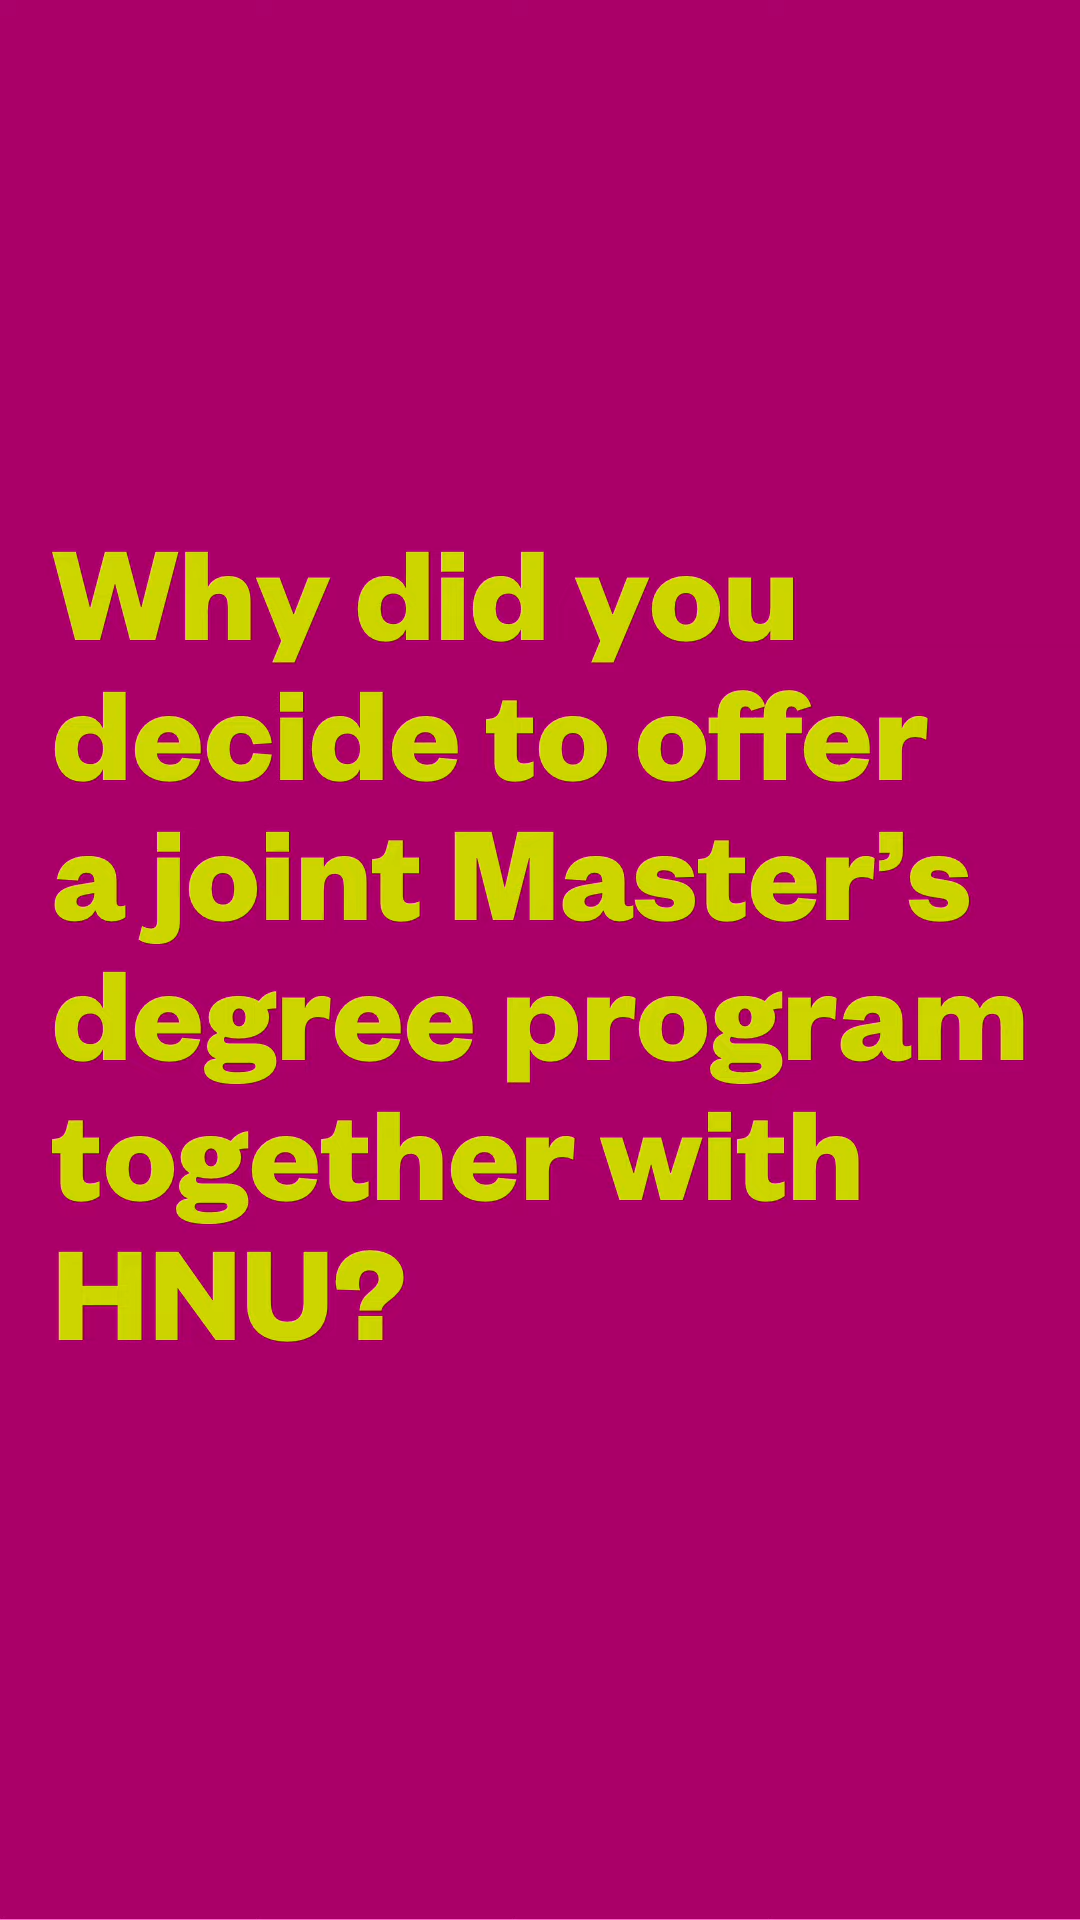 Why did you
decide to offer
a joint Master’s
degree program
together with
HNU?